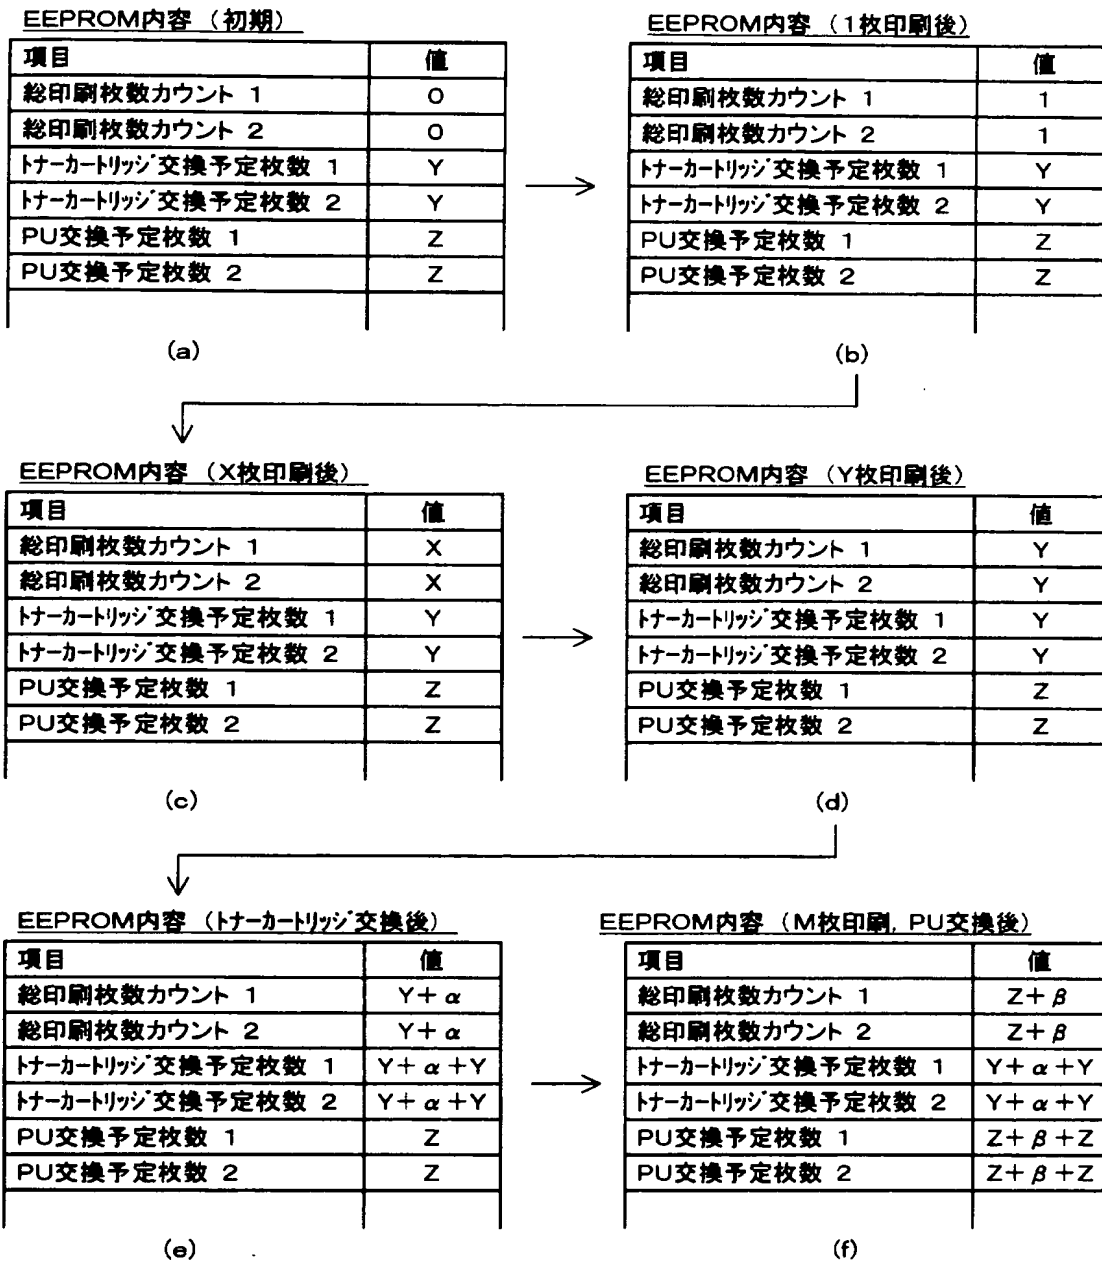 EEPROM内容 (初期)
項目 値
総印刷枚数カウント 1 0
総印刷枚数カウント 2 0
トナーカートリッジ交換予定枚数 1 Y
トナーカートリッジ交換予定枚数 2 Y
PU交換予定枚数 1 Z
PU交換予定枚数 2 Z
(a)
EEPROM内容 (1枚印刷後)
項目 値
総印刷枚数カウント 1 1
総印刷枚数カウント 2 1
トナーカートリッジ交換予定枚数 1 Y
トナーカートリッジ交換予定枚数 2 Y
PU交換予定枚数 1 Z
PU交換予定枚数 2 Z
(b)
EEPROM内容 (X枚印刷後)
項目 値
総印刷枚数カウント 1 X
総印刷枚数カウント 2 X
トナーカートリッジ交換予定枚数 1 Y
トナーカートリッジ交換予定枚数 2 Y
PU交換予定枚数 1 Z
PU交換予定枚数 2 Z
(c)
EEPROM内容 (Y枚印刷後)
項目 値
総印刷枚数カウント 1 Y
総印刷枚数カウント 2 Y
トナーカートリッジ交換予定枚数 1 Y
トナーカートリッジ交換予定枚数 2 Y
PU交換予定枚数 1 Z
PU交換予定枚数 2 Z
(d)
EEPROM内容 (トナーカートリッジ交換後)
項目 値
総印刷枚数カウント 1 Y+α
総印刷枚数カウント 2 Y+α
トナーカートリッジ交換予定枚数 1 Y+α+Y
トナーカートリッジ交換予定枚数 2 Y+α+Y
PU交換予定枚数 1 Z
PU交換予定枚数 2 Z
(e)
EEPROM内容 (M枚印刷, PU交換後)
項目 値
総印刷枚数カウント 1 Z+β
総印刷枚数カウント 2 Z+β
トナーカートリッジ交換予定枚数 1 Y+α+Y
トナーカートリッジ交換予定枚数 2 Y+α+Y
PU交換予定枚数 1 Z+β+Z
PU交換予定枚数 2 Z+β+Z
(f)